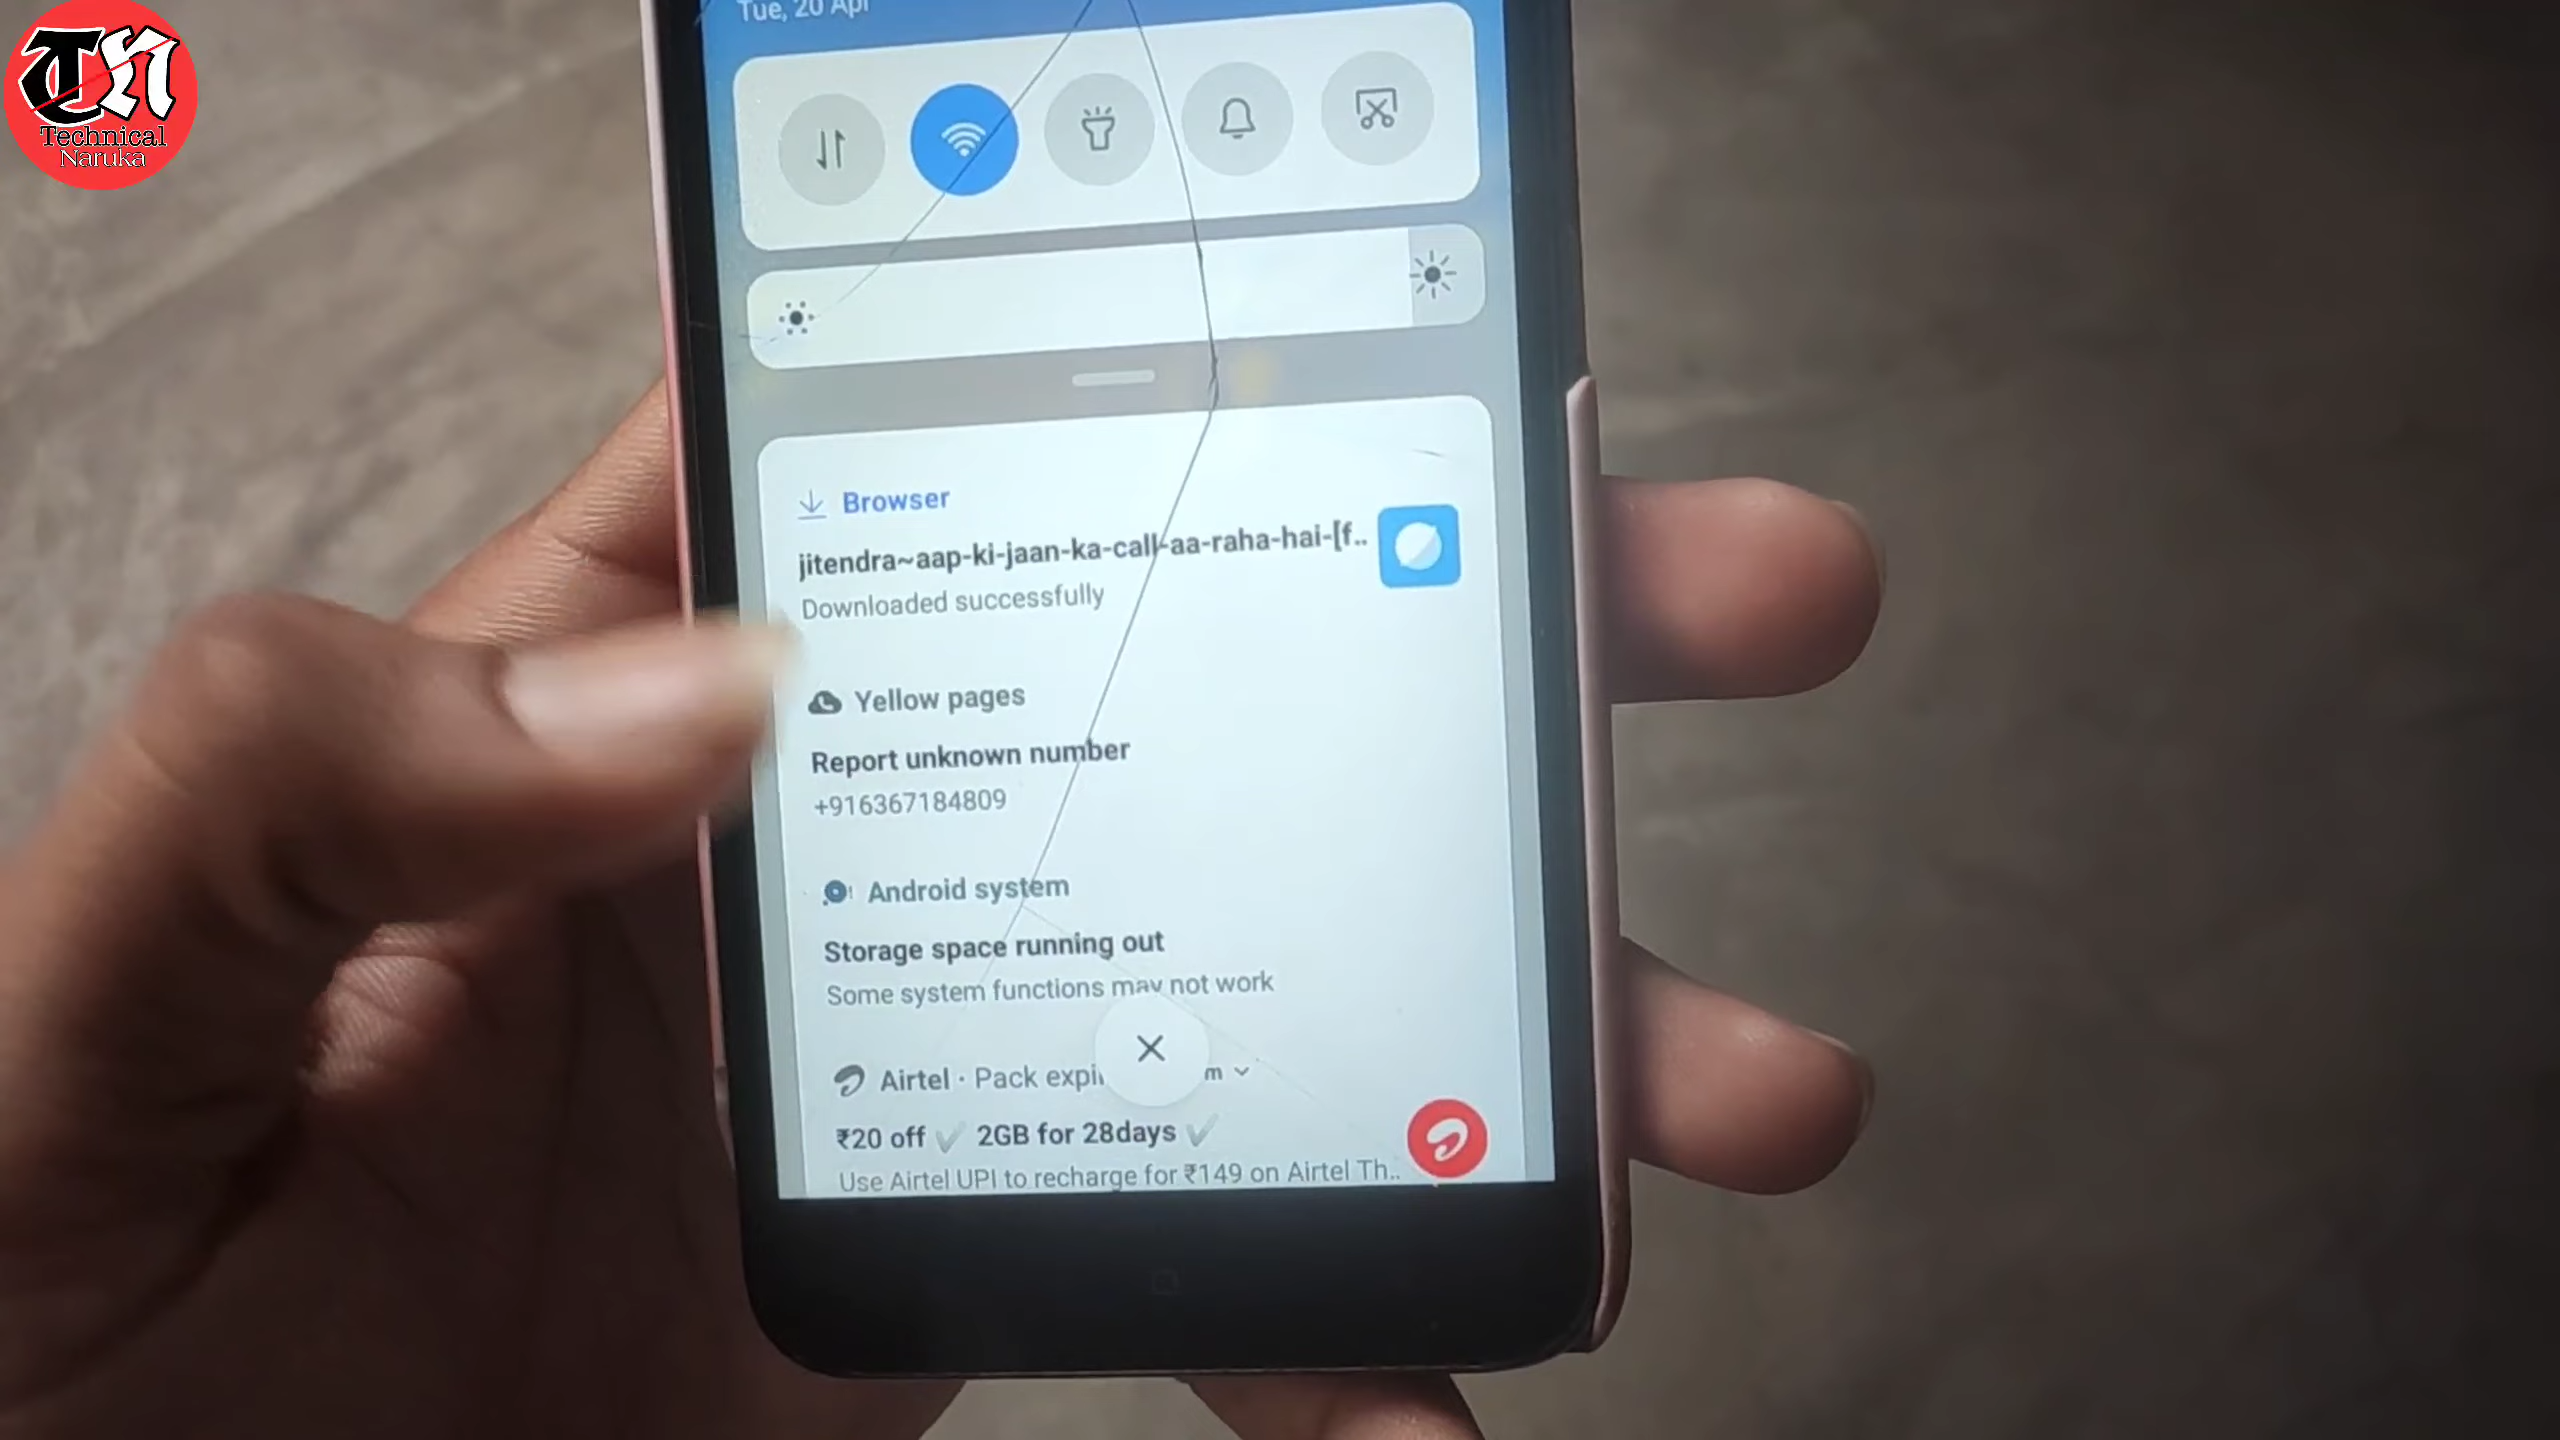 TN
Technical
Naruka
Tue, 20 Apr
Browser
jitendra~aap-ki-jaan-ka-call-aa-raha-hai-[f..
Downloaded successfully
Yellow pages
Report unknown number
+916367184809
Android system
Storage space running out
Some system functions may not work
Airtel · Pack expi m
₹20 off ✓ 2GB for 28days ✓
Use Airtel UPI to recharge for ₹149 on Airtel Th..